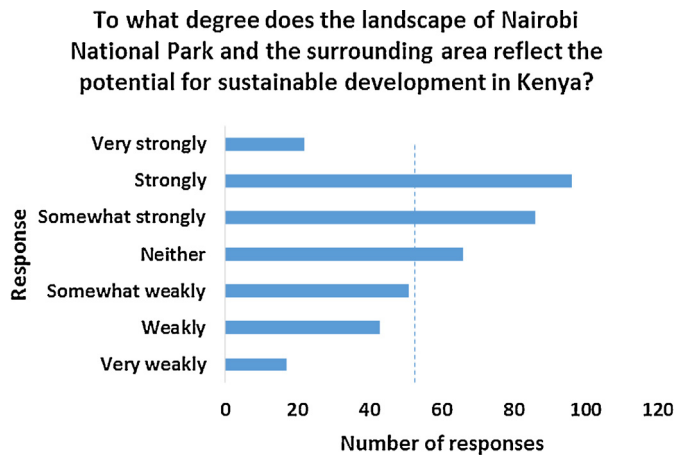 To what degree does the landscape of Nairobi
National Park and the surrounding area reflect the
potential for sustainable development in Kenya?
Very strongly
Strongly
Somewhat strongly
Neither
Somewhat weakly
Weakly
Very weakly
Response
0 20 40 60 80 100 120
Number of responses